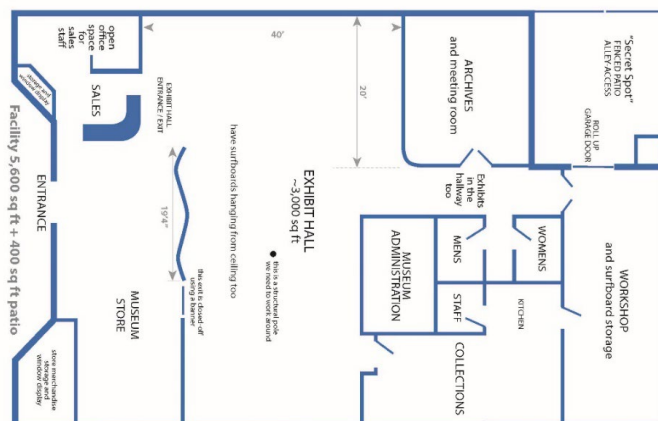 "Secret Spot"
FENCED PATIO
ALLEY ACCESS
ROLL UP
GARAGE DOOR
WORKSHOP
and surfboard storage
ARCHIVES
and meeting room
Exhibits
in the
hallway
too
WOMENS
MENS
STAFF
KITCHEN
MUSEUM
ADMINISTRATION
COLLECTIONS
40'
20'
EXHIBIT HALL
~3,000 sq ft
this is a structural pole
we need to work around
have surfboards hanging from ceiling too
EXHIBIT HALL
ENTRANCE / EXIT
19'4"
this exit is closed-off
using a banner
open
office
space
for
sales
staff
SALES
MUSEUM
STORE
storage and
window display
ENTRANCE
store merchandise
storage and
window display
Facility 5,600 sq ft + 400 sq ft patio